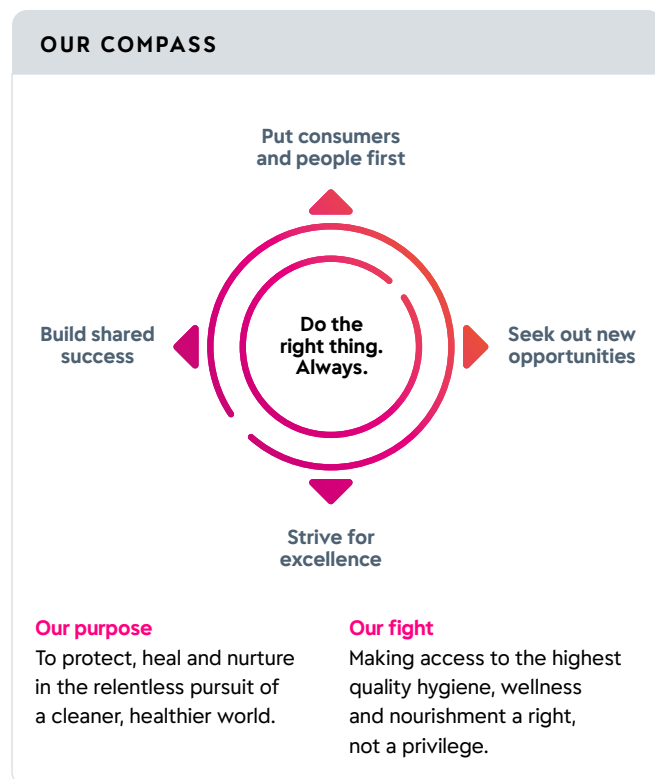 OUR COMPASS
Put consumers
and people first
Build shared
success
Do the
right thing.
Always.
Seek out new
opportunities
Strive for
excellence
Our purpose
To protect, heal and nurture
in the relentless pursuit of
a cleaner, healthier world.
Our fight
Making access to the highest
quality hygiene, wellness
and nourishment a right,
not a privilege.